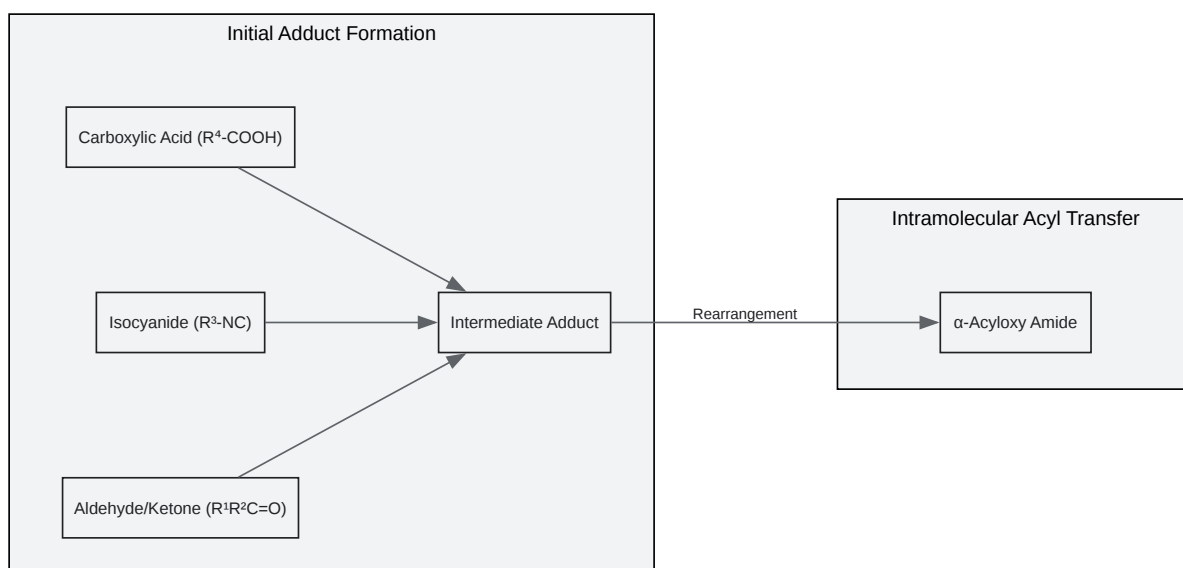 Initial Adduct Formation
Carboxylic Acid (R⁴-COOH)
Isocyanide (R³-NC)
Aldehyde/Ketone (R¹R²C=O)
Intermediate Adduct
Rearrangement
Intramolecular Acyl Transfer
α-Acyloxy Amide